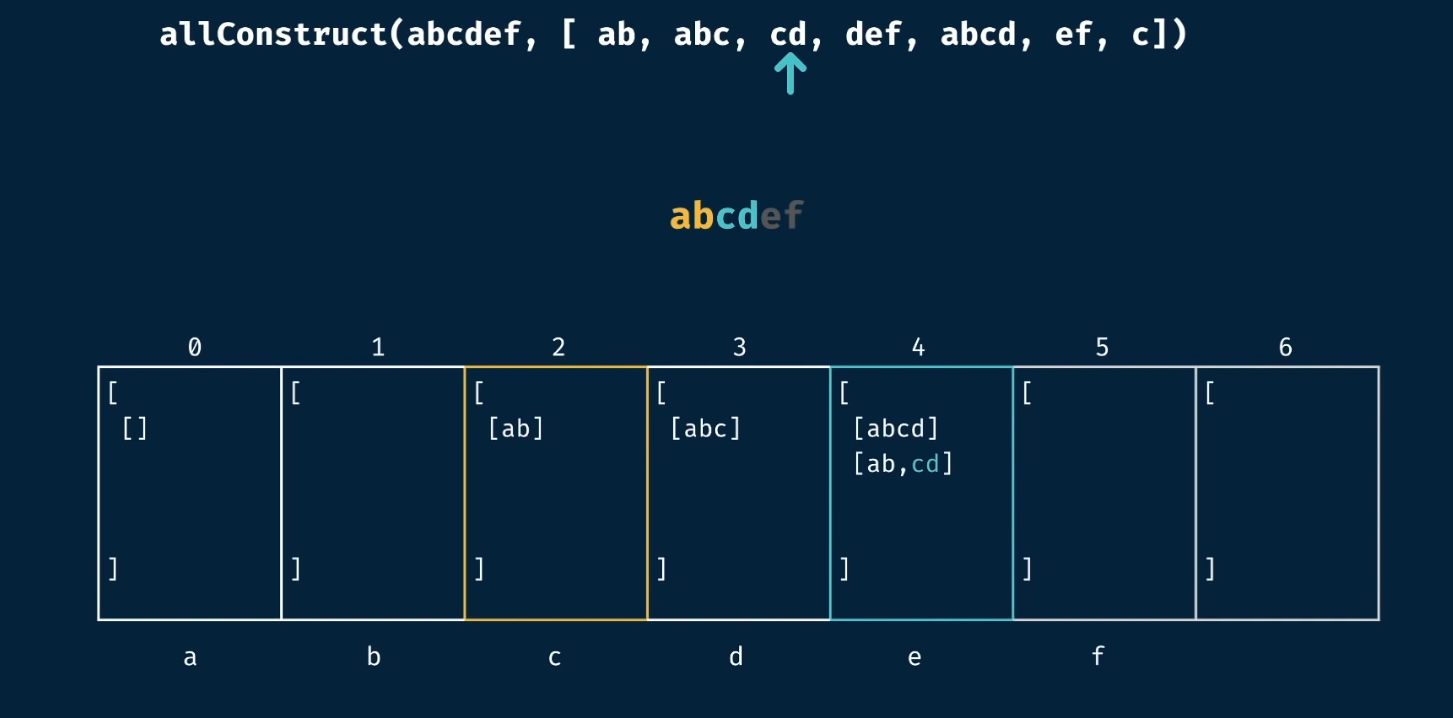 allConstruct(abcdef, [ ab, abc, cd, def, abcd, ef, c])
abcdef
0 1 2 3 4 5 6
[ [ [ [ [ [ [
[] [ab] [abc] [abcd]
[ab,cd]
] ] ] ] ] ] ]
a b c d e f